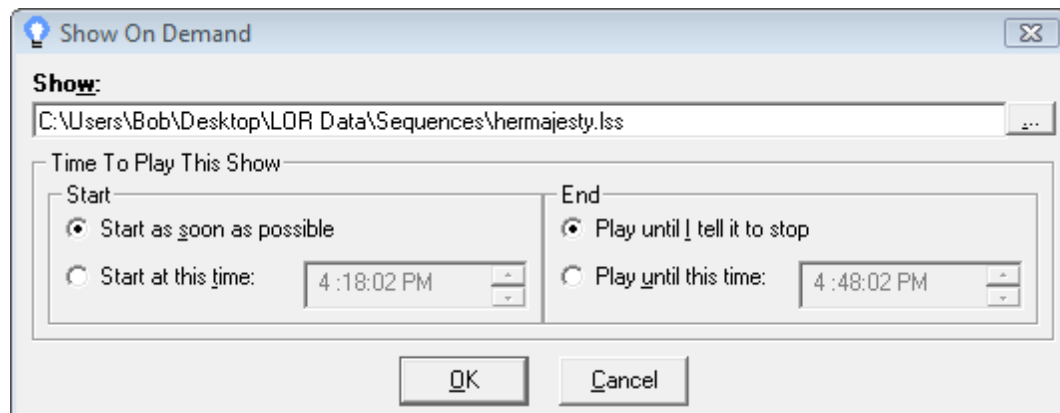 Show On Demand
Show:
C:\Users\Bob\Desktop\LOR Data\Sequences\hermajesty.lss
...
Time To Play This Show
Start
Start as soon as possible
Start at this time: 4 :18:02 PM
End
Play until I tell it to stop
Play until this time: 4 :48:02 PM
OK Cancel